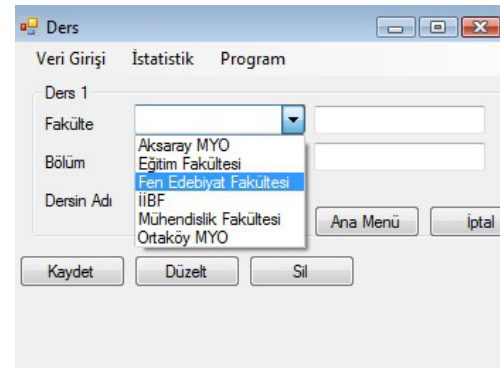 Ders
Veri Girişi İstatistik Program
Ders 1
Fakülte
Aksaray MYO
Bölüm
Eğitim Fakültesi
Fen Edebiyat Fakültesi
Dersin Adı
İİBF
Mühendislik Fakültesi
Ortaköy MYO
Ana Menü İptal
Kaydet Düzelt Sil